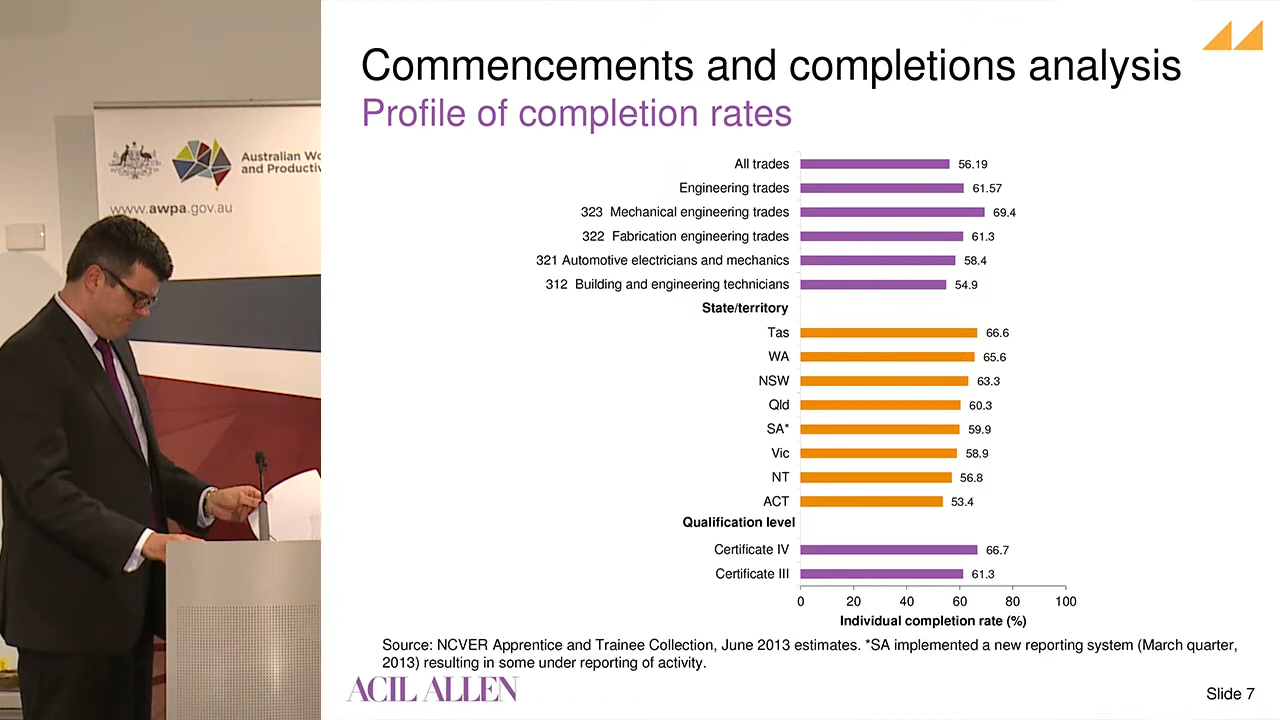 Commencements and completions analysis
Profile of completion rates
Australian Wo
and Productiv
www.awpa.gov.au
All trades 56.19
Engineering trades 61.57
323 Mechanical engineering trades 69.4
322 Fabrication engineering trades 61.3
321 Automotive electricians and mechanics 58.4
312 Building and engineering technicians 54.9
State/territory
Tas 66.6
WA 65.6
NSW 63.3
Qld 60.3
SA* 59.9
Vic 58.9
NT 56.8
ACT 53.4
Qualification level
Certificate IV 66.7
Certificate III 61.3
0 20 40 60 80 100
Individual completion rate (%)
Source: NCVER Apprentice and Trainee Collection, June 2013 estimates. *SA implemented a new reporting system (March quarter,
2013) resulting in some under reporting of activity.
ACIL ALLEN
Slide 7